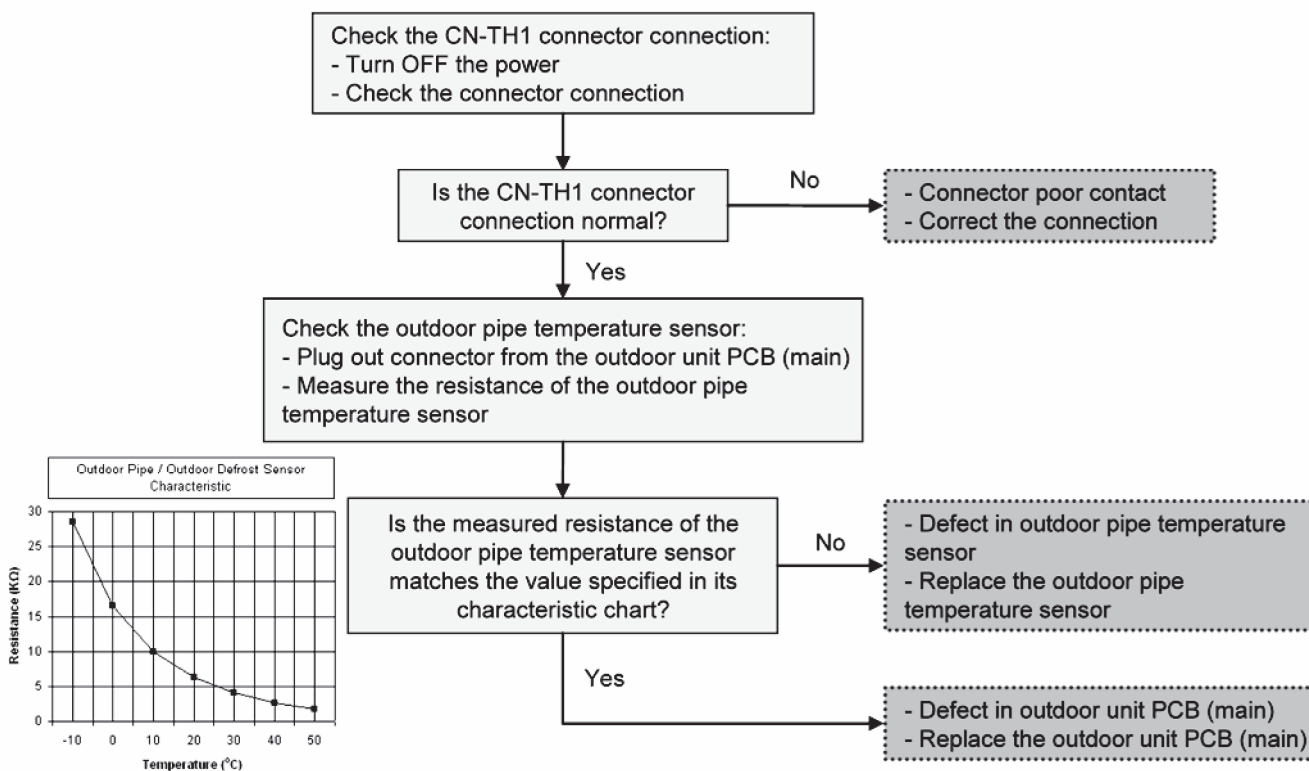 Check the CN-TH1 connector connection:
- Turn OFF the power
- Check the connector connection
Is the CN-TH1 connector
connection normal?
No
- Connector poor contact
- Correct the connection
Yes
Check the outdoor pipe temperature sensor:
- Plug out connector from the outdoor unit PCB (main)
- Measure the resistance of the outdoor pipe
temperature sensor
Outdoor Pipe / Outdoor Defrost Sensor
Characteristic
Resistance (KΩ)
30
25
20
15
10
5
0
-10 0 10 20 30 40 50
Temperature (°C)
Is the measured resistance of the
outdoor pipe temperature sensor
matches the value specified in its
characteristic chart?
No
- Defect in outdoor pipe temperature
sensor
- Replace the outdoor pipe
temperature sensor
Yes
- Defect in outdoor unit PCB (main)
- Replace the outdoor unit PCB (main)